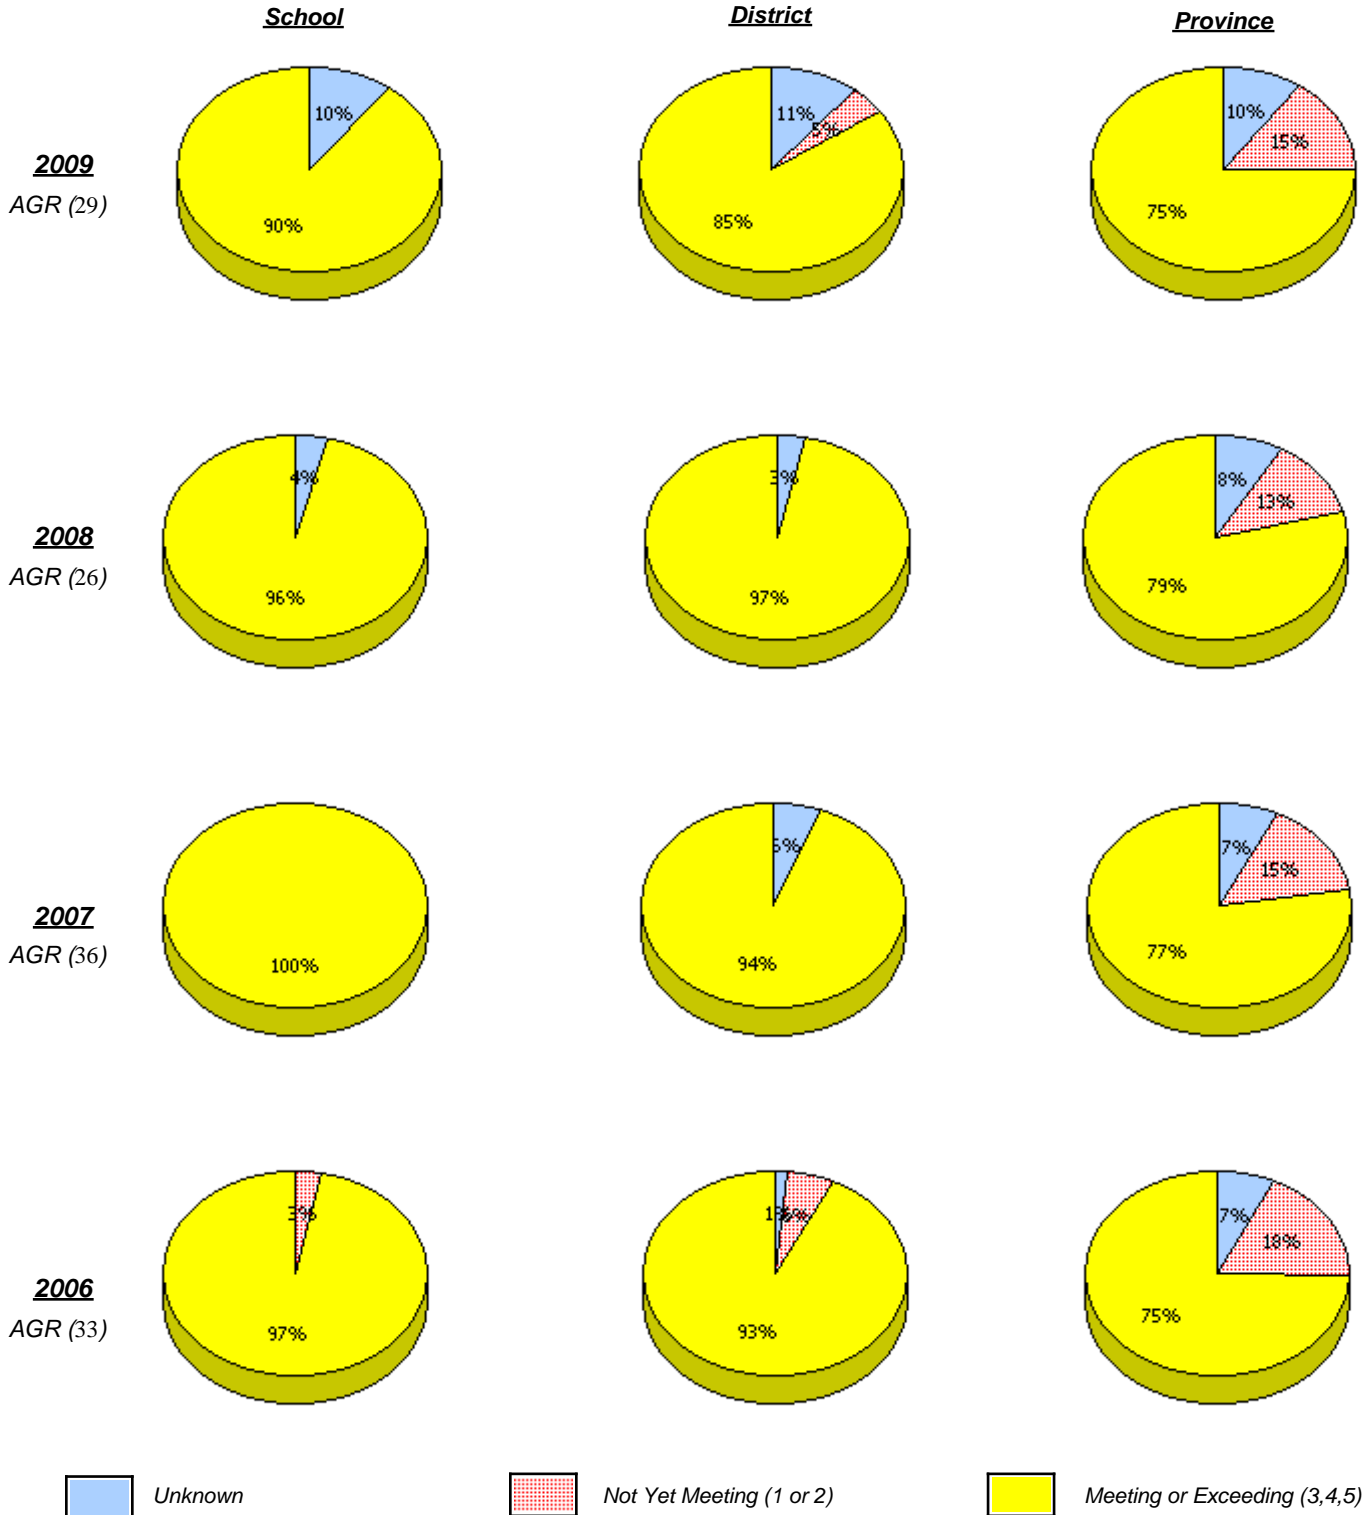 School District Province
10% 11% 5% 10% 15%
2009
AGR (29)
90% 85% 75%
4% 3% 8% 13%
2008
AGR (26)
96% 97% 79%
6% 7% 15%
2007
AGR (36)
100% 94% 77%
3% 1% 7% 18%
2006
AGR (33)
97% 93% 75%
Unknown Not Yet Meeting (1 or 2) Meeting or Exceeding (3,4,5)